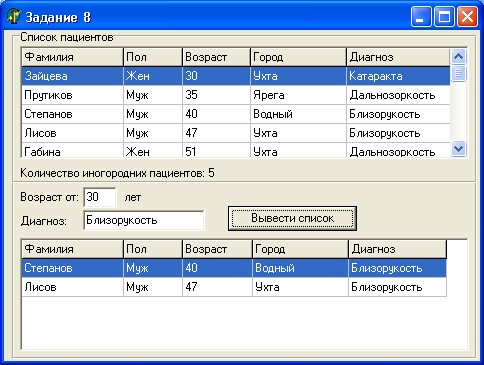 Задание 8
Список пациентов
Фамилия Пол Возраст Город Диагноз
Зайцева Жен 30 Ухта Катаракта
Прутиков Муж 35 Ярега Дальнозоркость
Степанов Муж 40 Водный Близорукость
Лисов Муж 47 Ухта Близорукость
Габина Жен 51 Ухта Дальнозоркость
Количество иногородних пациентов: 5
Возраст от: 30 лет
Диагноз: Близорукость Вывести список
Фамилия Пол Возраст Город Диагноз
Степанов Муж 40 Водный Близорукость
Лисов Муж 47 Ухта Близорукость